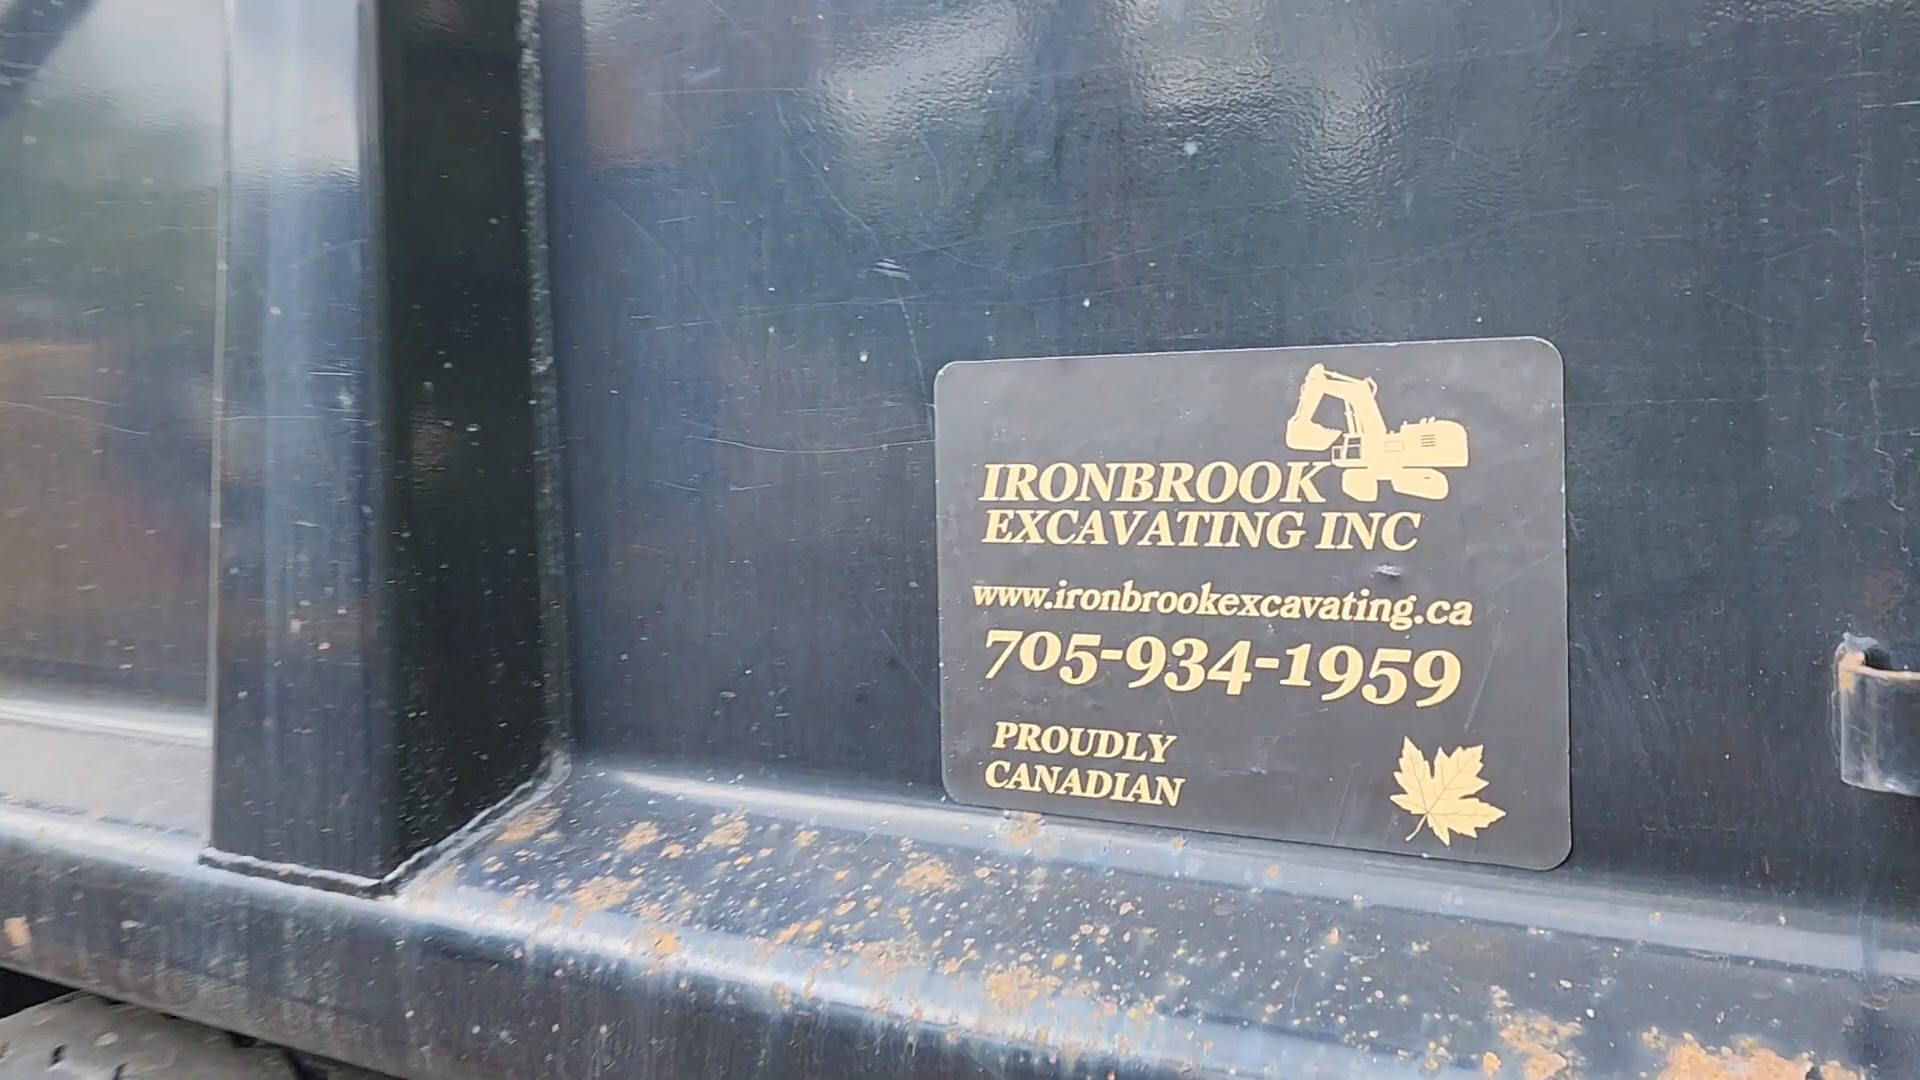 IRONBROOK
EXCAVATING INC
www.ironbrookexcavating.ca
705-934-1959
PROUDLY
CANADIAN